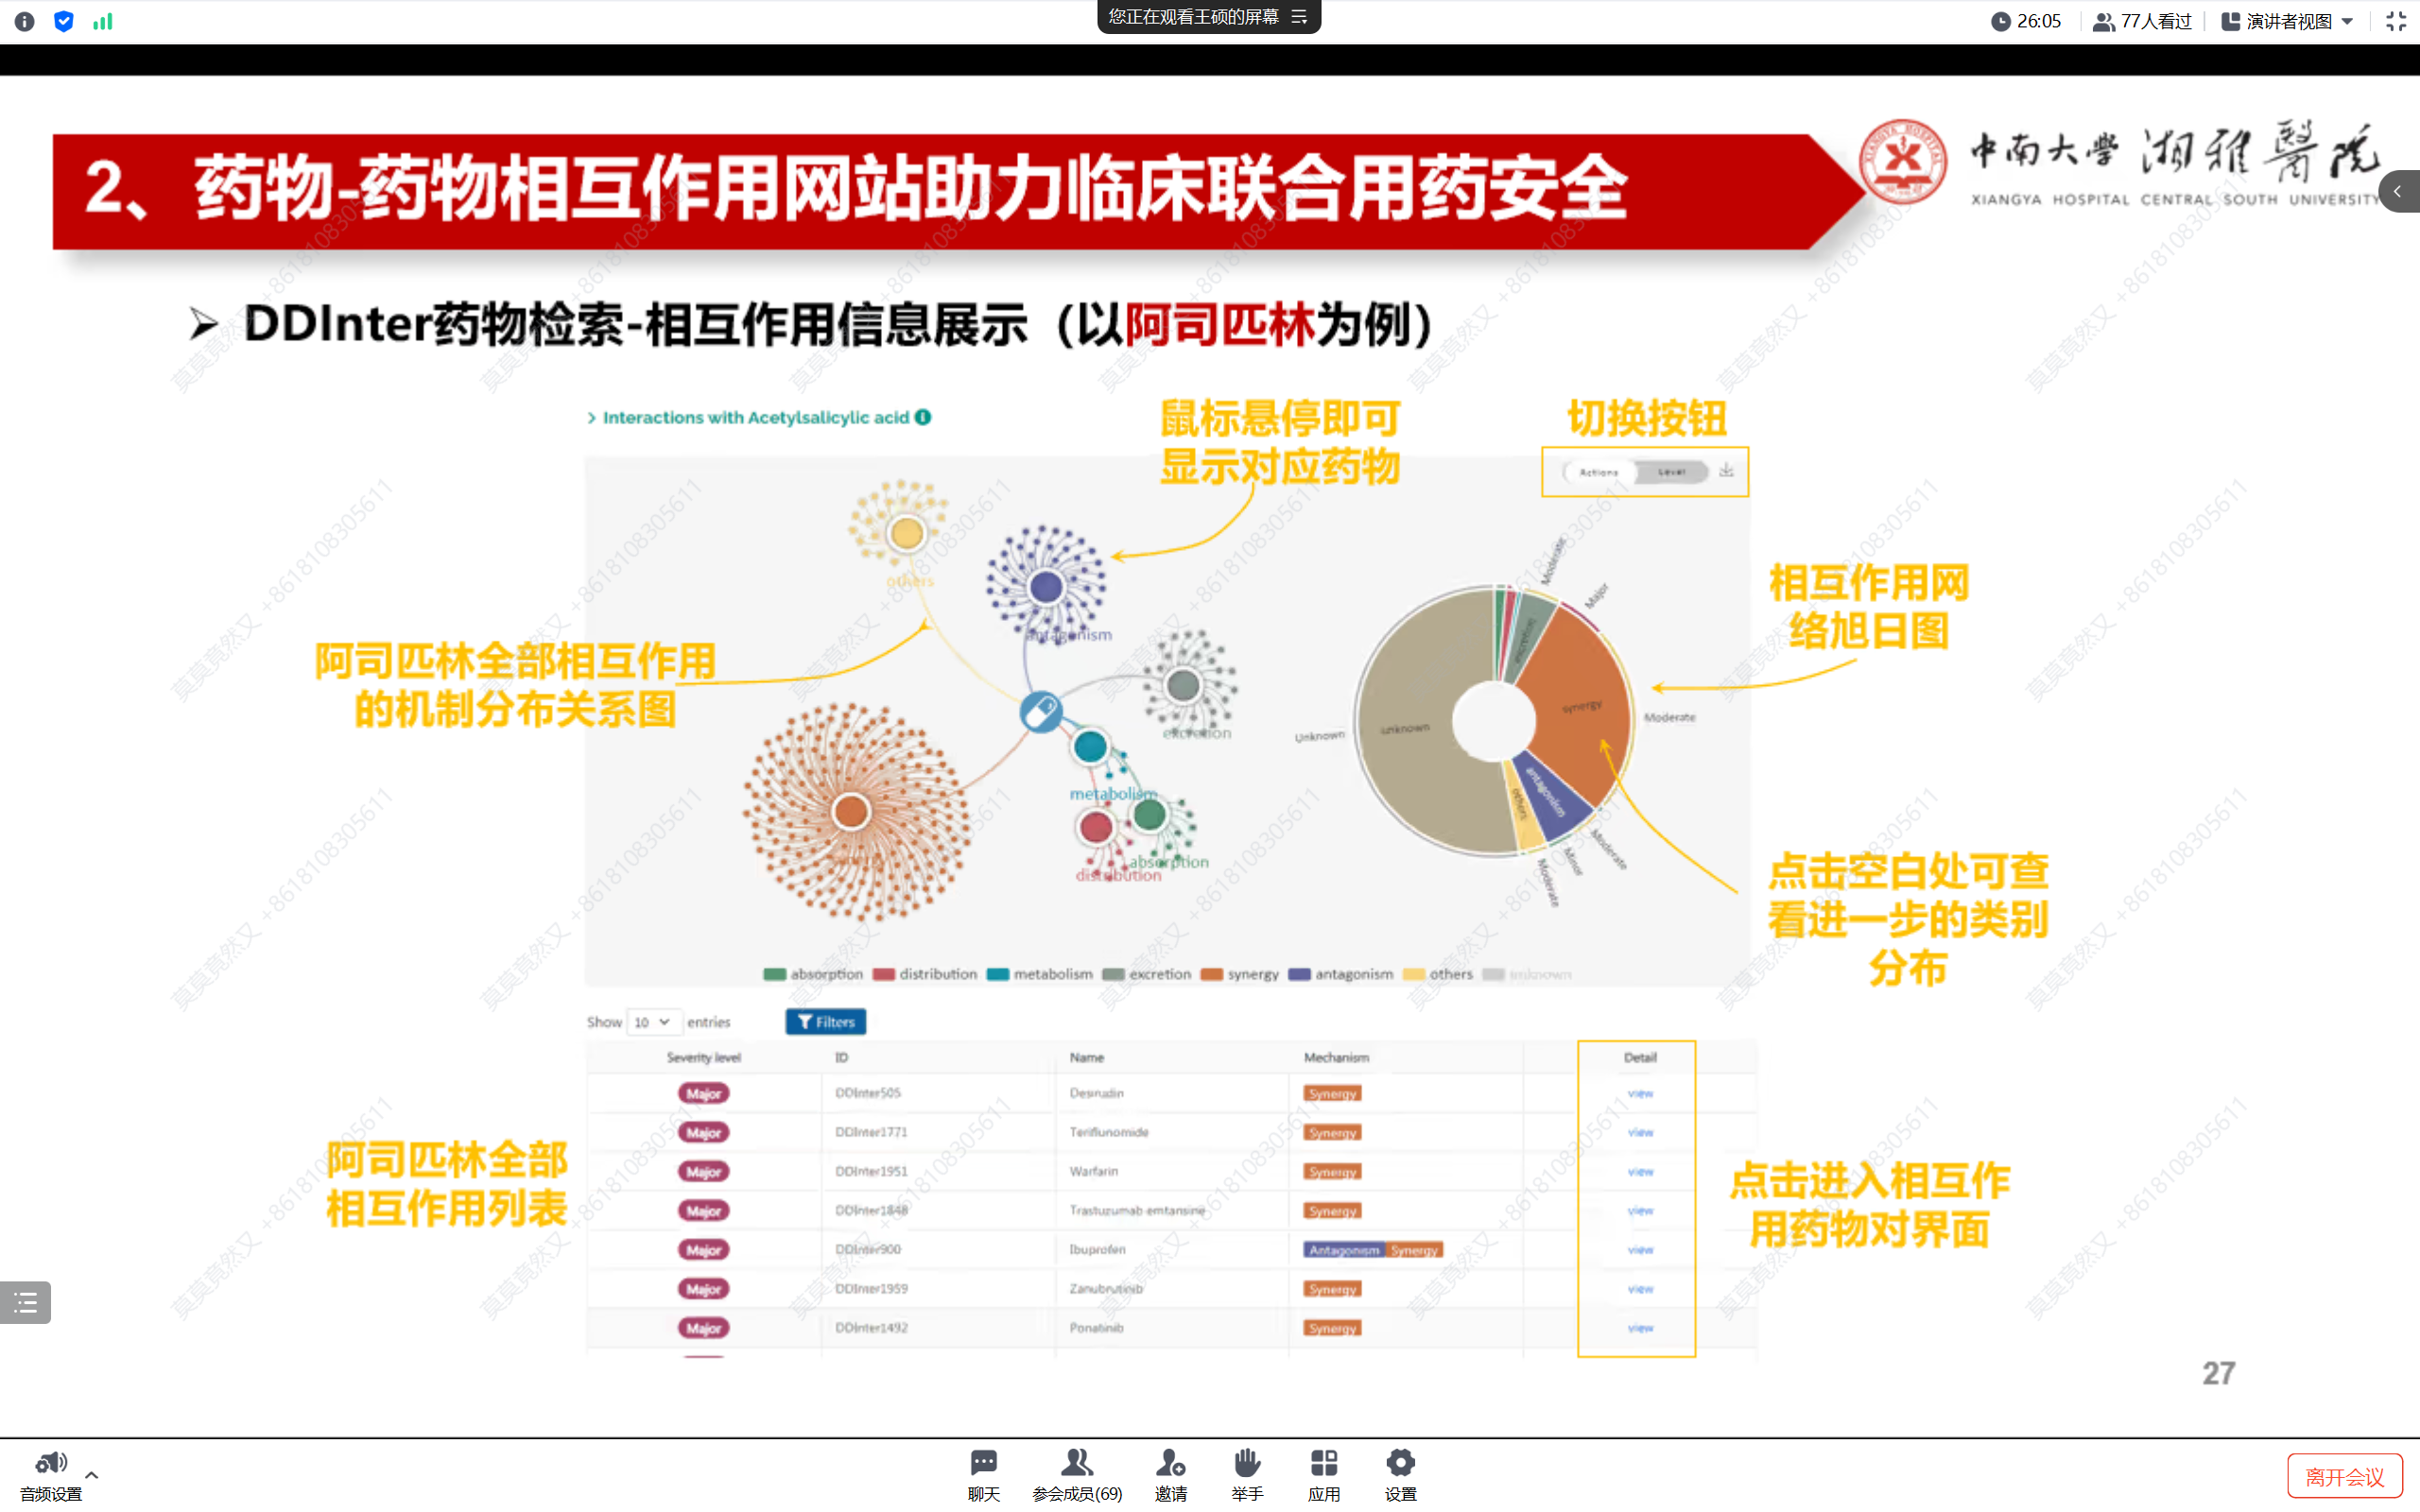 您正在观看王硕的屏幕
26:05
77人看过
演讲者视图
2、药物-药物相互作用网站助力临床联合用药安全
中南大学湘雅醫院
XIANGYA HOSPITAL CENTRAL SOUTH UNIVERSITY
DDInter药物检索-相互作用信息展示（以阿司匹林为例）
Interactions with Acetylsalicylic acid
鼠标悬停即可
显示对应药物
切换按钮
Actions
Level
others
antagonism
excretion
metabolism
absorption
distribution
synergy
阿司匹林全部相互作用
的机制分布关系图
Moderate
Major
Moderate
Moderate
Minor
Moderate
Unknown
unknown
synergy
antagonism
others
相互作用网
络旭日图
点击空白处可查
看进一步的类别
分布
absorption distribution metabolism excretion synergy antagonism others unknown
Show 10 entries
Filters
Severity level ID Name Mechanism Detail
Major DDInter505 Desirudin Synergy view
Major DDInter1771 Teriflunomide Synergy view
Major DDInter1951 Warfarin Synergy view
Major DDInter1848 Trastuzumab emtansine Synergy view
Major DDInter900 Ibuprofen Antagonism Synergy view
Major DDInter1959 Zanubrutinib Synergy view
Major DDInter1492 Ponatinib Synergy view
阿司匹林全部
相互作用列表
点击进入相互作
用药物对界面
27
莫莫竟然又 +8618108305611
音频设置
聊天
参会成员(69)
邀请
举手
应用
设置
离开会议